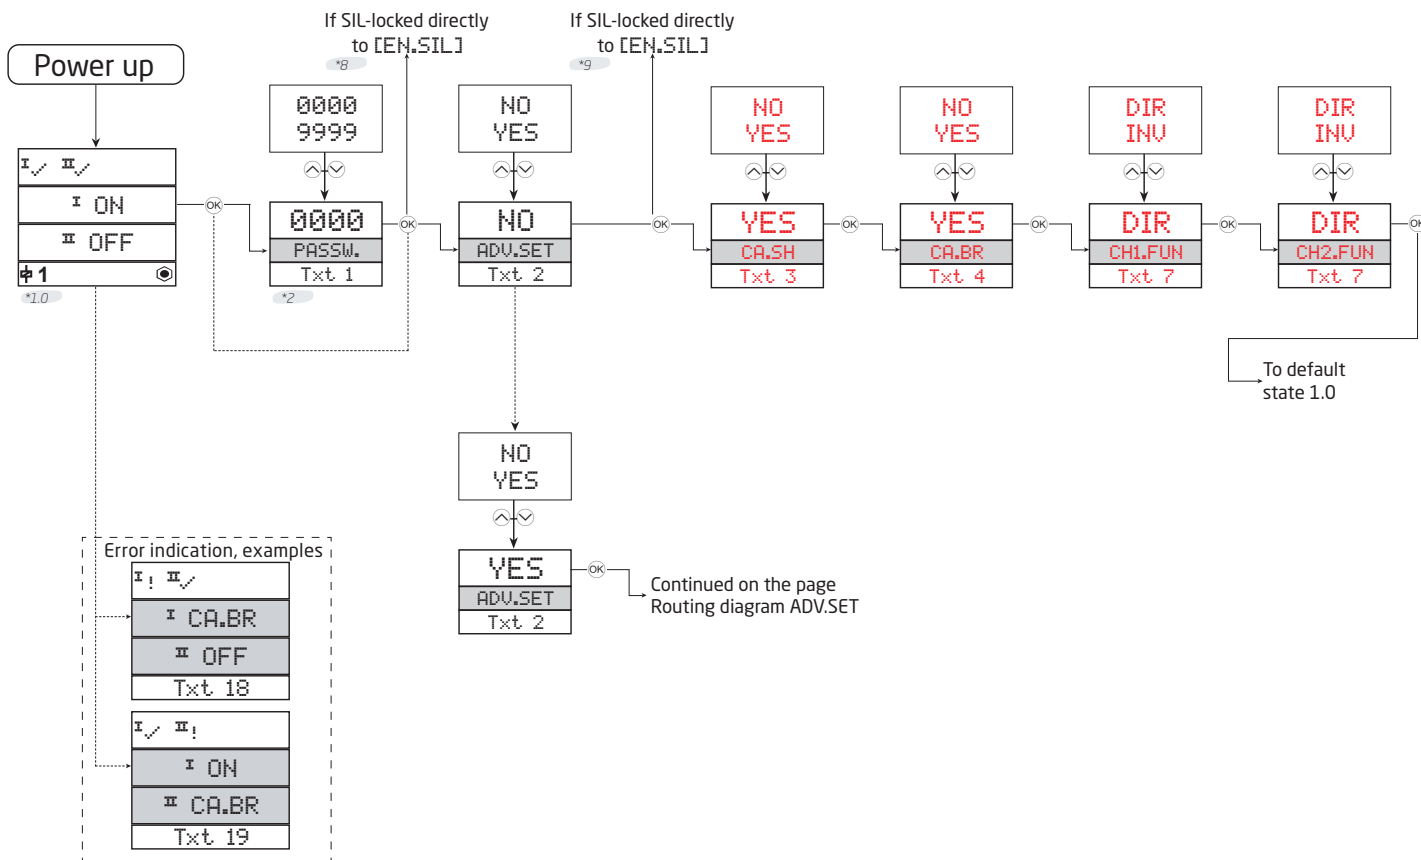 If SIL-locked directly
to [EN.SIL]
*8
If SIL-locked directly
to [EN.SIL]
*9
Power up
0000
9999
NO
YES
NO
YES
NO
YES
DIR
INV
DIR
INV
I II
I ON
II OFF
1
*1.0
OK
0000
PASSW.
Txt 1
*2
OK
NO
ADV.SET
Txt 2
OK
YES
CA.SH
Txt 3
OK
YES
CA.BR
Txt 4
OK
DIR
CH1.FUN
Txt 7
OK
DIR
CH2.FUN
Txt 7
OK
To default
state 1.0
NO
YES
YES
ADV.SET
Txt 2
OK
Continued on the page
Routing diagram ADV.SET
Error indication, examples
I! II
I CA.BR
II OFF
Txt 18
I II!
I ON
II CA.BR
Txt 19